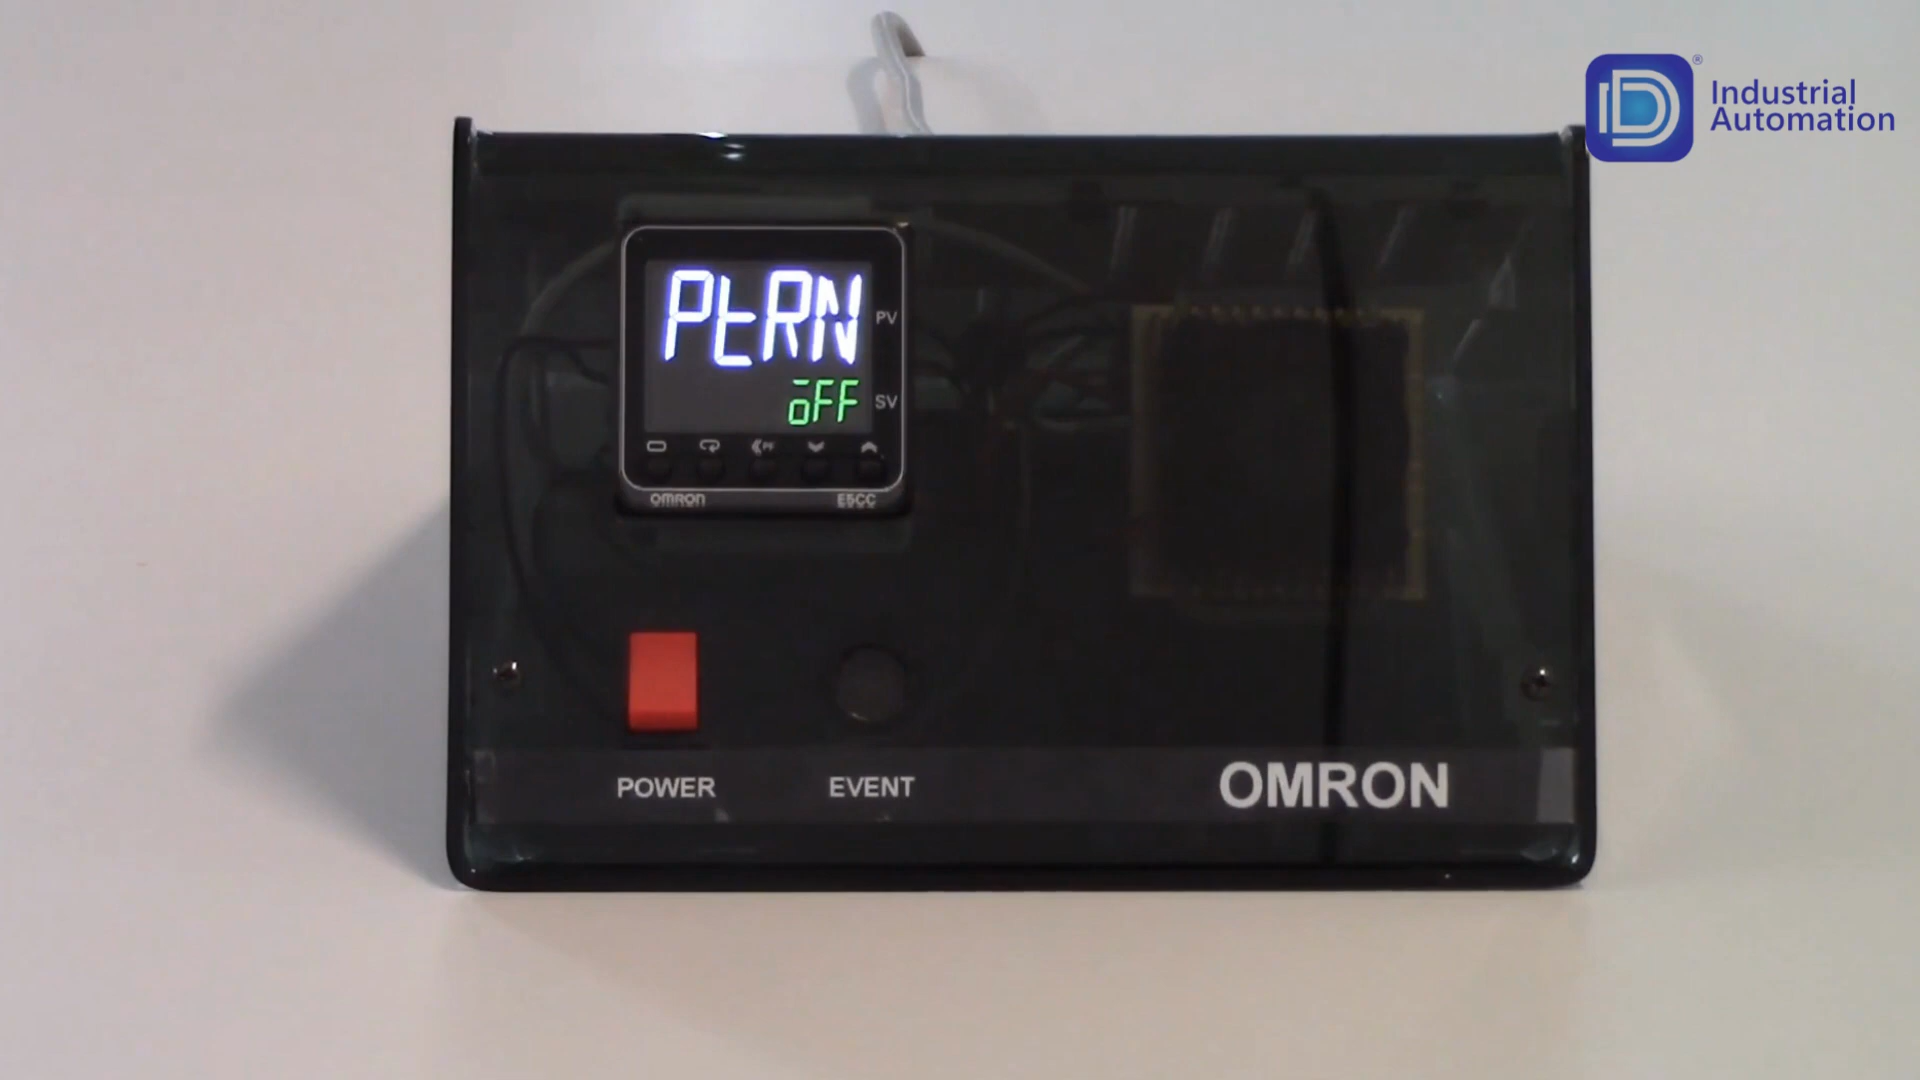 Industrial
Automation
PtRN
PV
oFF
SV
PF
OMRON E5CC
POWER EVENT
OMRON